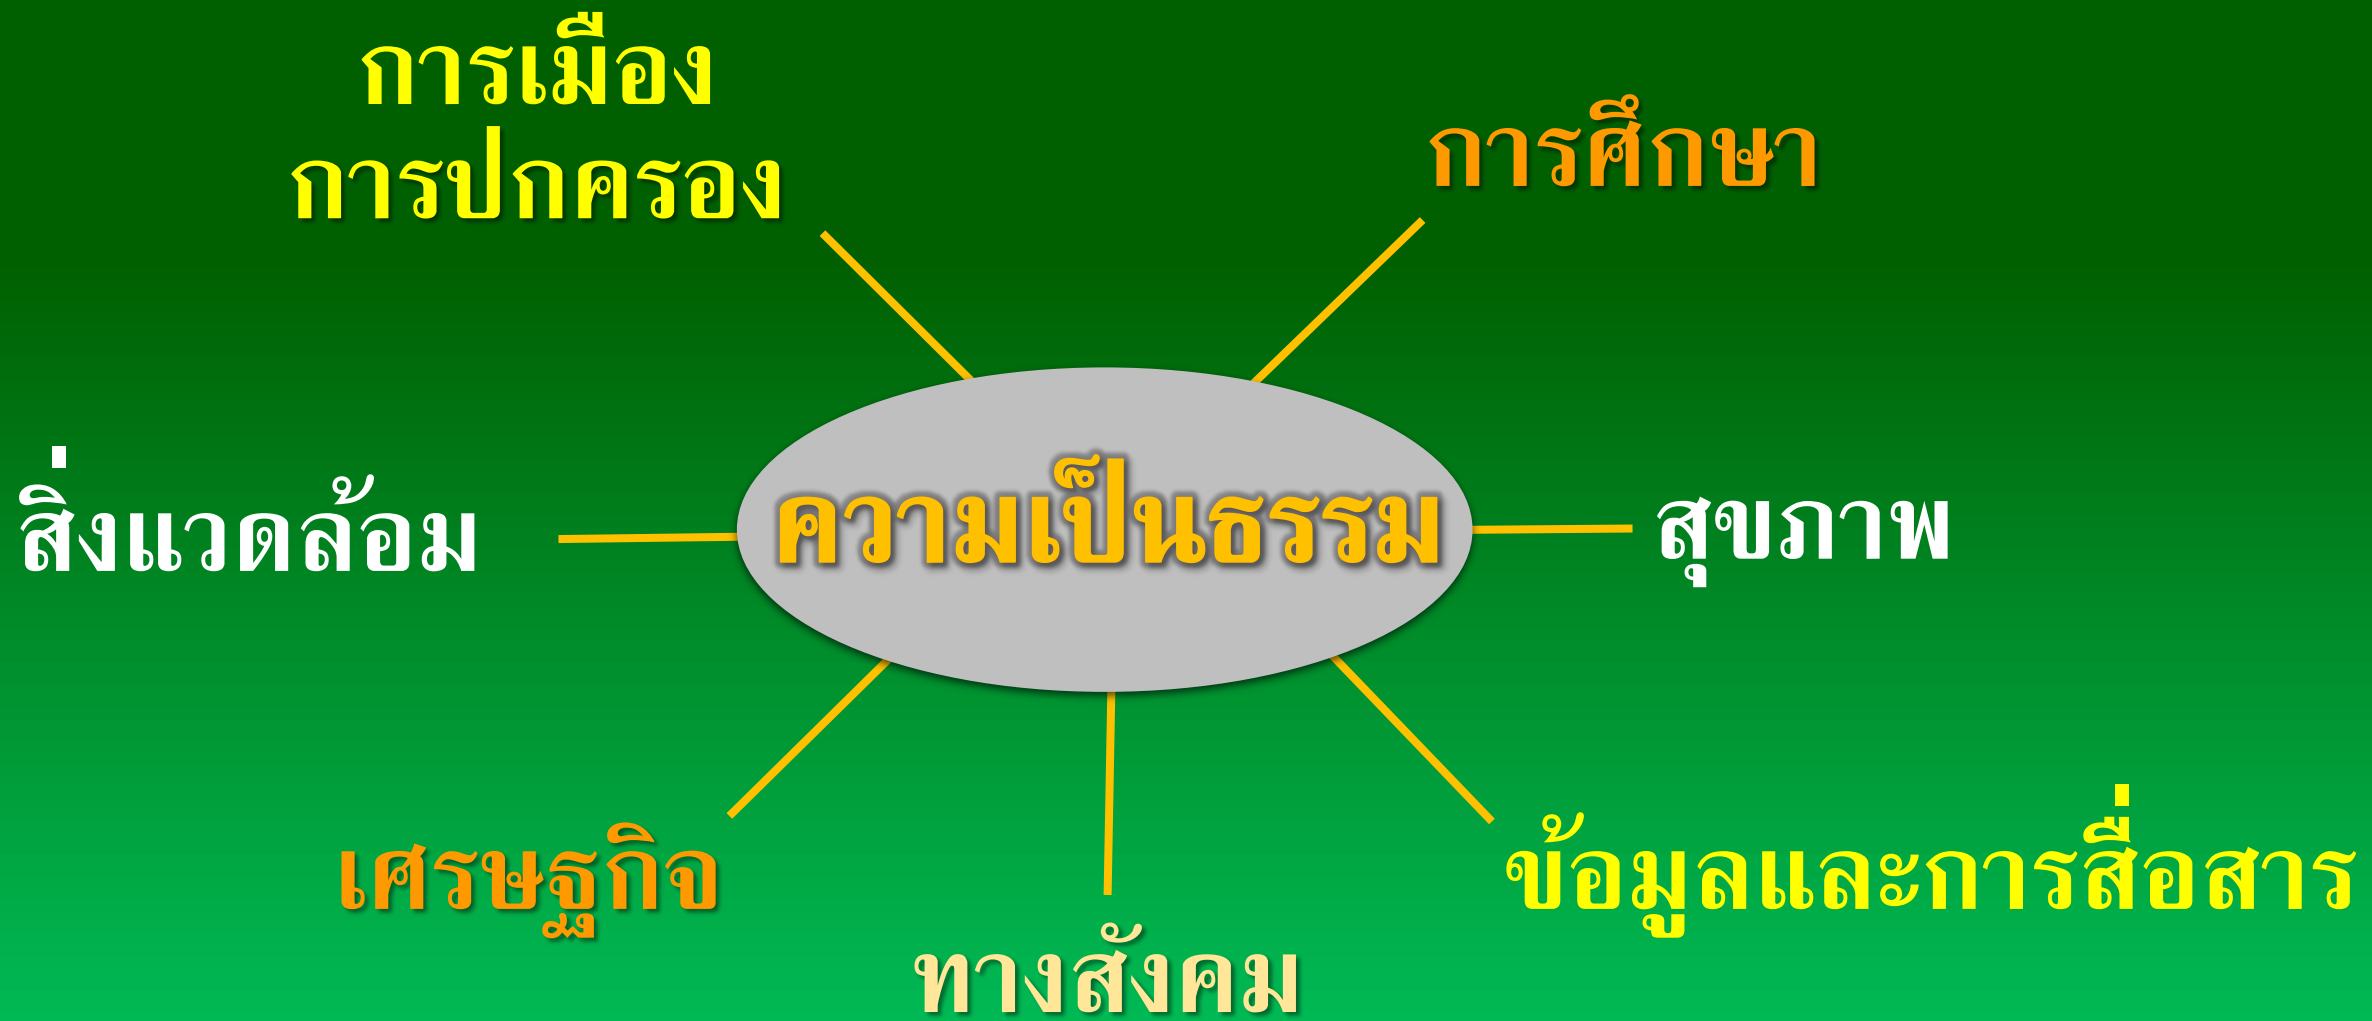 การเมือง
การปกครอง
การศึกษา
สิ่งแวดล้อม
ความเป็นธรรม
สุขภาพ
เศรษฐกิจ
ข้อมูลและการสื่อสาร
ทางสังคม